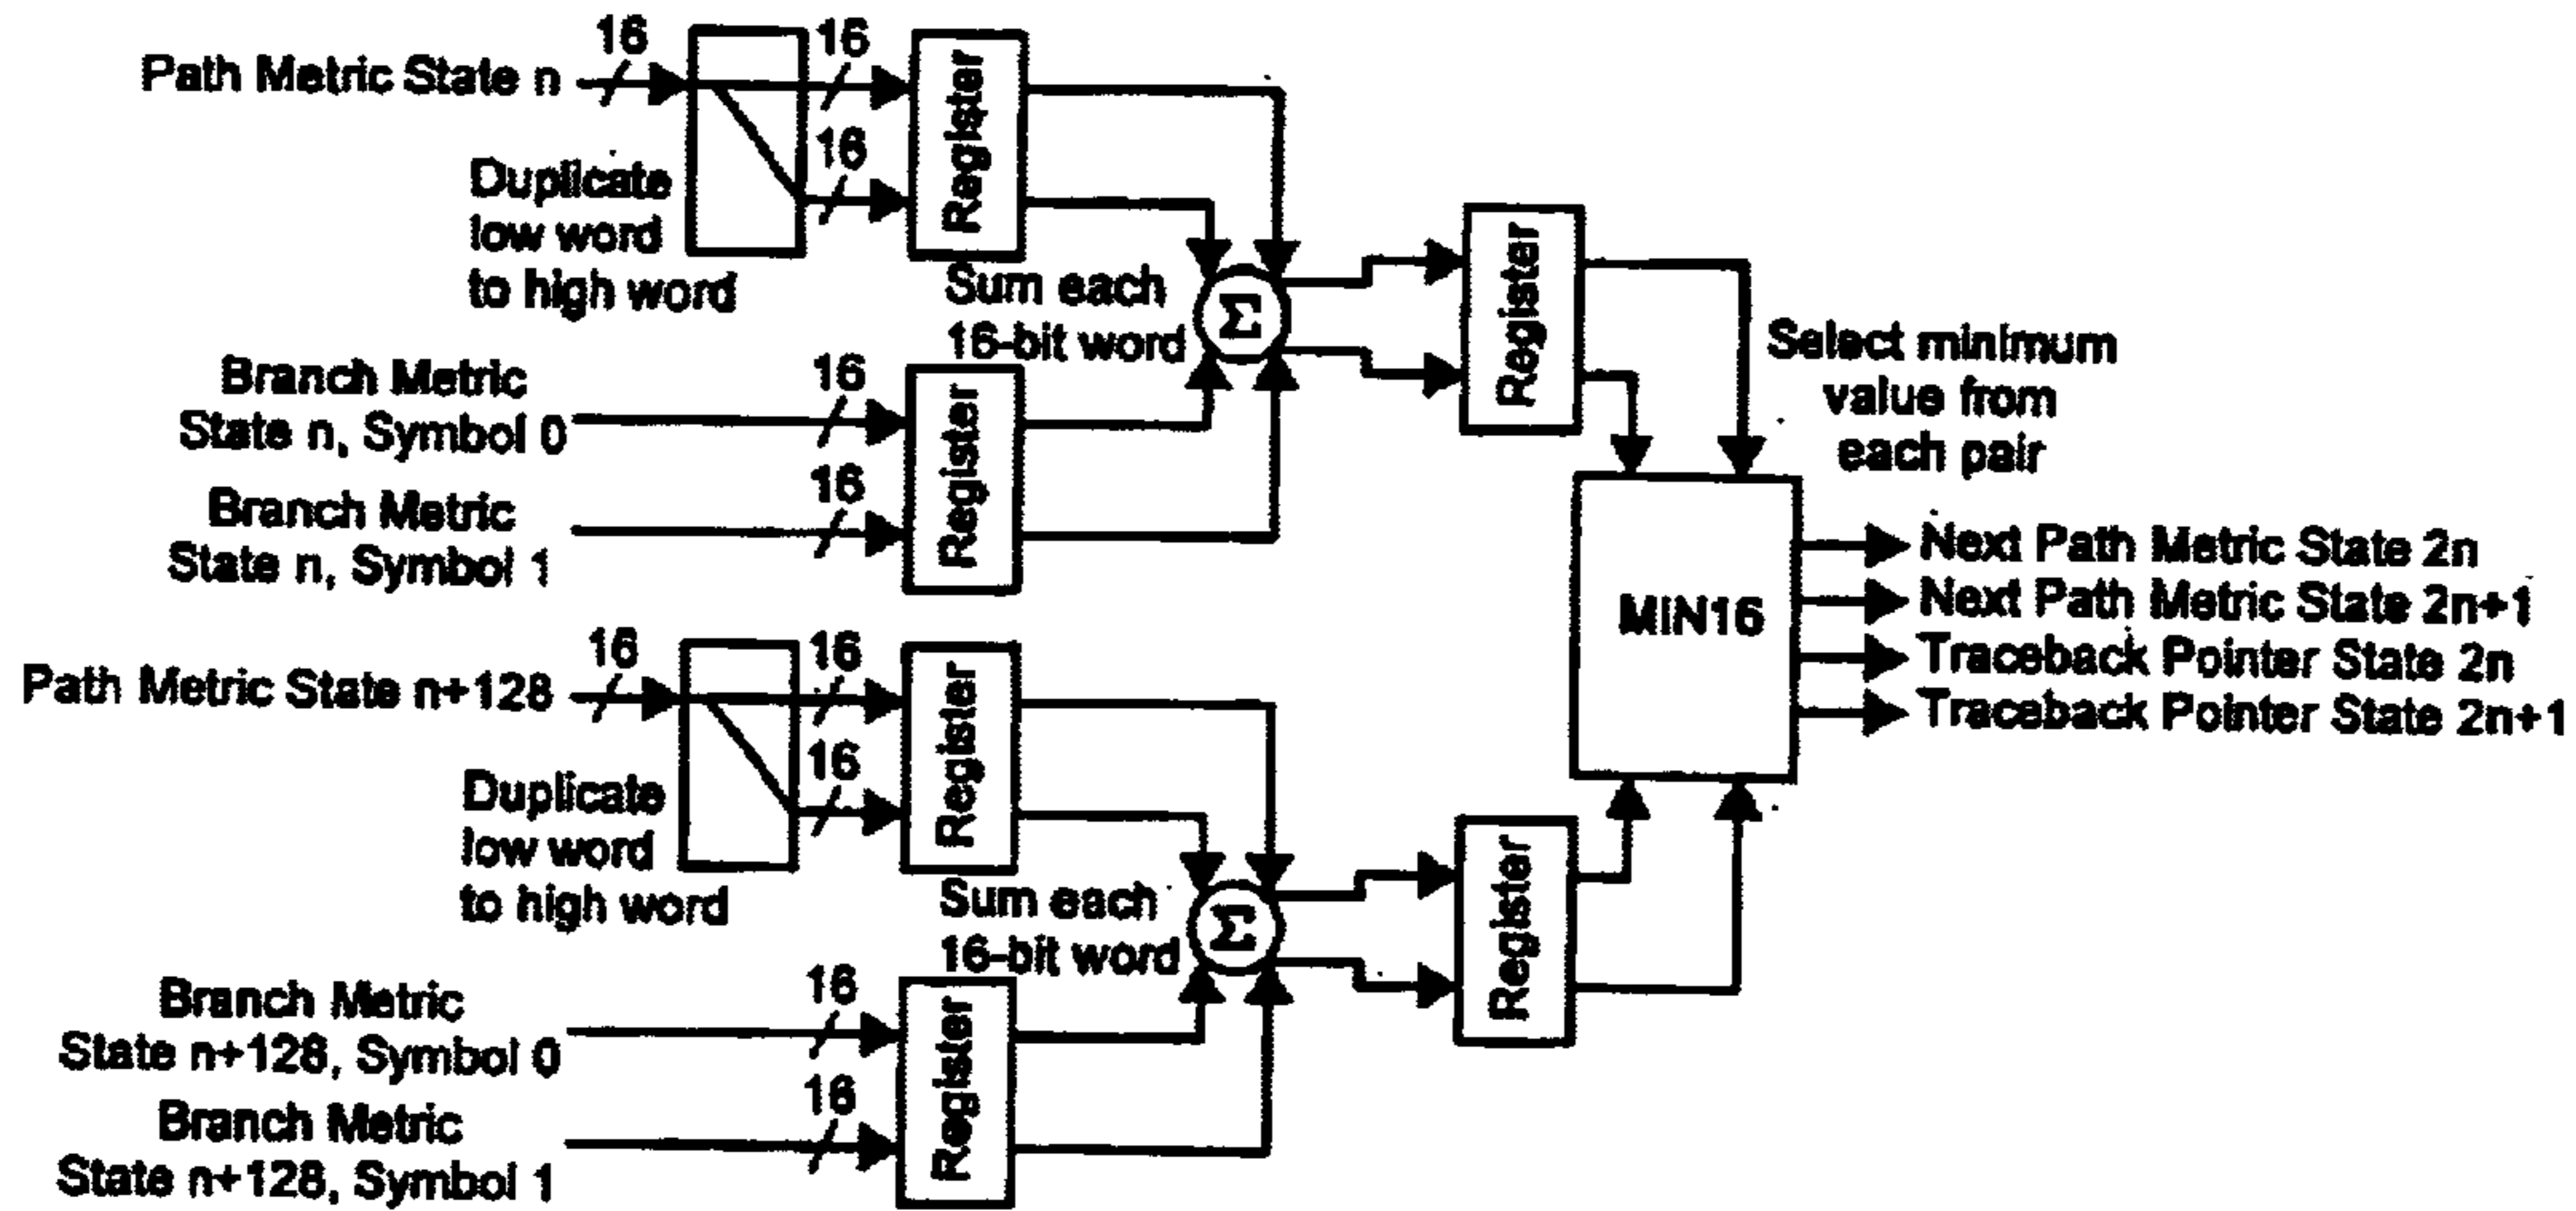 16
16
Path Metric State n
Register
16
Duplicate
low word
to high word
Sum each
16-bit word
Σ
Register
Branch Metric
State n, Symbol 0
16
Register
Branch Metric
State n, Symbol 1
16
Select minimum
value from
each pair
MIN16
Next Path Metric State 2n
Next Path Metric State 2n+1
Traceback Pointer State 2n
Traceback Pointer State 2n+1
16
16
Path Metric State n+128
Register
16
Duplicate
low word
to high word
Sum each
16-bit word
Σ
Register
Branch Metric
State n+128, Symbol 0
16
Register
Branch Metric
State n+128, Symbol 1
16